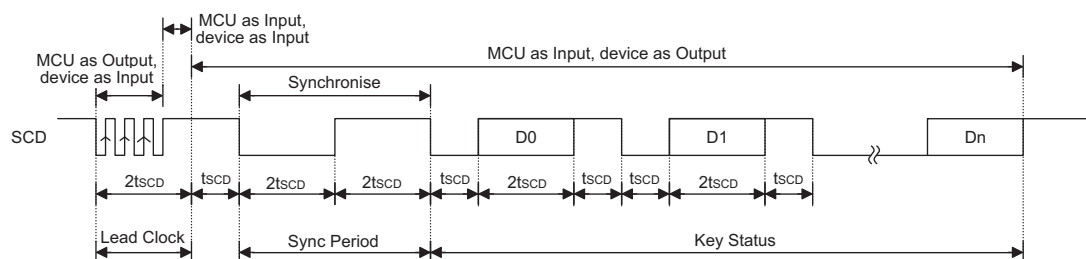 MCU as Input,
device as Input
MCU as Output,
device as Input
MCU as Input, device as Output
Synchronise
SCD
D0
D1
Dn
2tSCD
tSCD
2tSCD
2tSCD
tSCD
2tSCD
tSCD
tSCD
2tSCD
tSCD
Lead Clock
Sync Period
Key Status